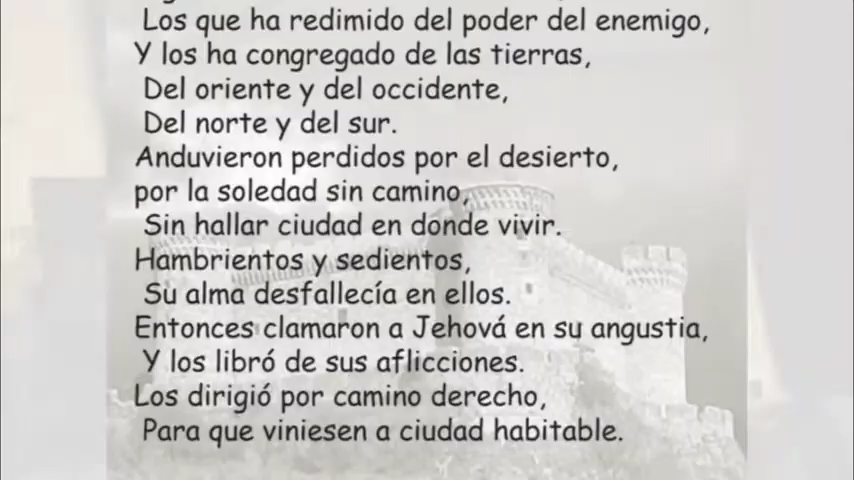 Los que ha redimido del poder del enemigo,
Y los ha congregado de las tierras,
Del oriente y del occidente,
Del norte y del sur.
Anduvieron perdidos por el desierto,
por la soledad sin camino,
Sin hallar ciudad en donde vivir.
Hambrientos y sedientos,
Su alma desfallecía en ellos.
Entonces clamaron a Jehová en su angustia,
Y los libró de sus aflicciones.
Los dirigió por camino derecho,
Para que viniesen a ciudad habitable.